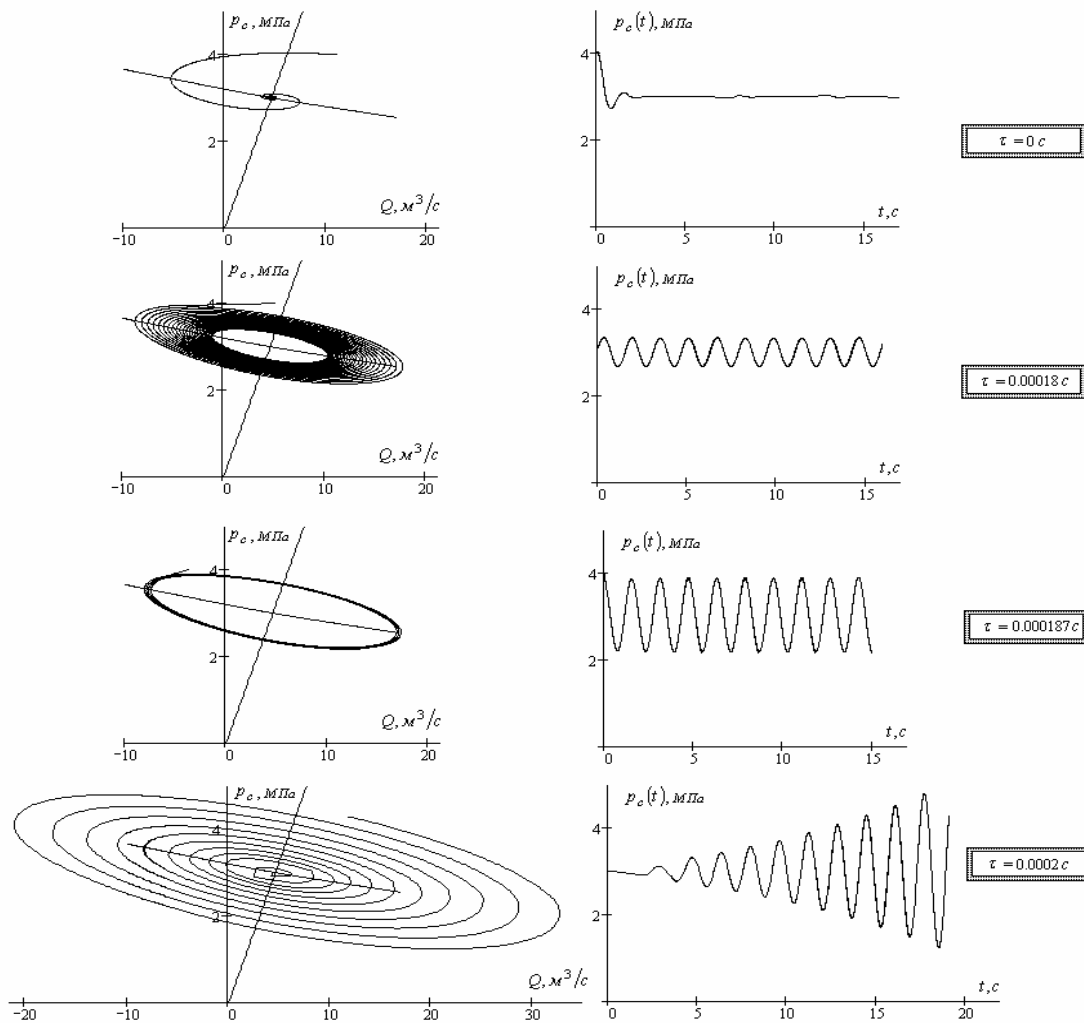 p_c, МПа
4
2
Q, м³/с
−10
0
10
20
p_c(t), МПа
4
2
t,с
0
5
10
15
τ = 0 c
p_c, МПа
4
2
Q, м³/с
−10
0
10
20
p_c(t), МПа
4
2
t,с
0
5
10
15
τ = 0.00018 c
p_c, МПа
4
2
Q, м³/с
−10
0
10
20
p_c(t), МПа
4
2
t,с
0
5
10
15
τ = 0.000187 c
p_c, МПа
4
2
Q, м³/с
−20
−10
0
10
20
30
p_c(t), МПа
4
2
t,с
0
5
10
15
20
τ = 0.0002 c